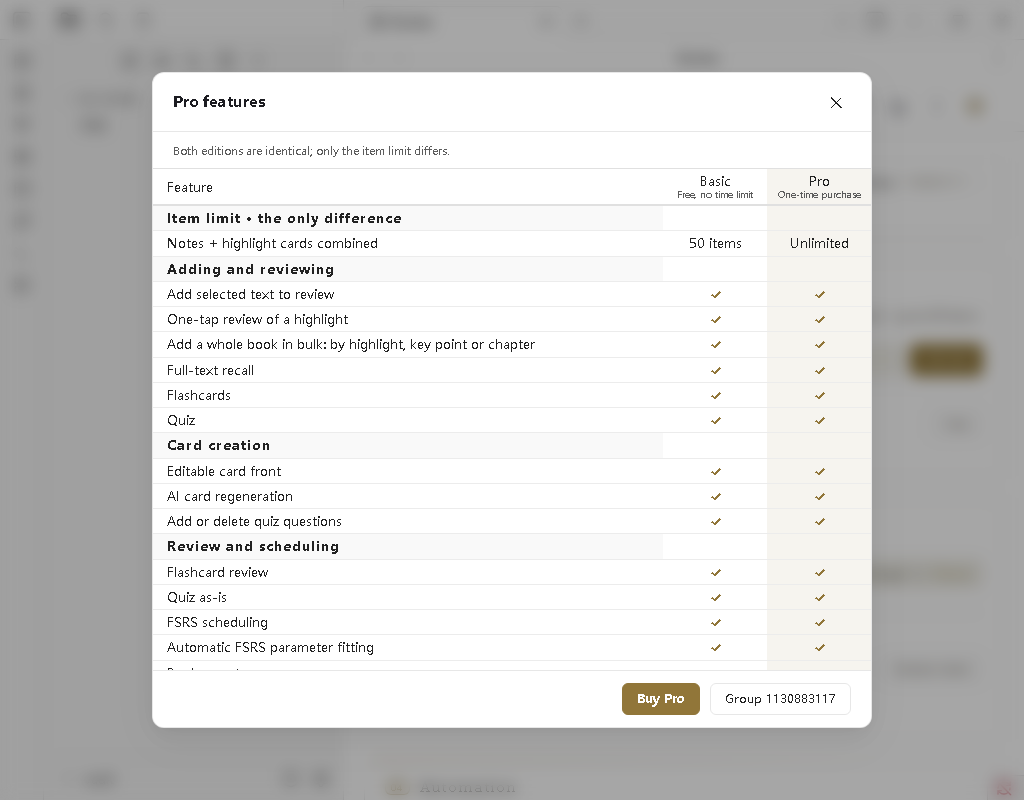 Pro features
Both editions are identical; only the item limit differs.
Feature
Basic
Free, no time limit
Pro
One-time purchase
Item limit • the only difference
Notes + highlight cards combined 50 items Unlimited
Adding and reviewing
Add selected text to review
One-tap review of a highlight
Add a whole book in bulk: by highlight, key point or chapter
Full-text recall
Flashcards
Quiz
Card creation
Editable card front
AI card regeneration
Add or delete quiz questions
Review and scheduling
Flashcard review
Quiz as-is
FSRS scheduling
Automatic FSRS parameter fitting
Buy Pro Group 1130883117
Automation